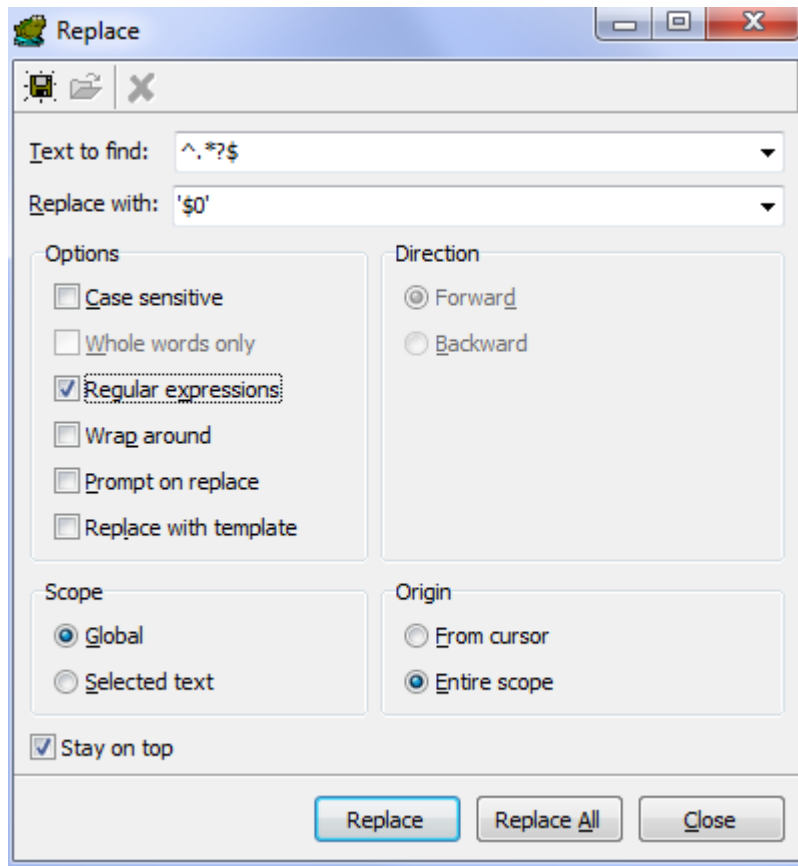 Replace
Text to find: ^.*?$
Replace with: '$0'
Options
Case sensitive
Whole words only
Regular expressions
Wrap around
Prompt on replace
Replace with template
Direction
Forward
Backward
Scope
Global
Selected text
Origin
From cursor
Entire scope
Stay on top
Replace Replace All Close